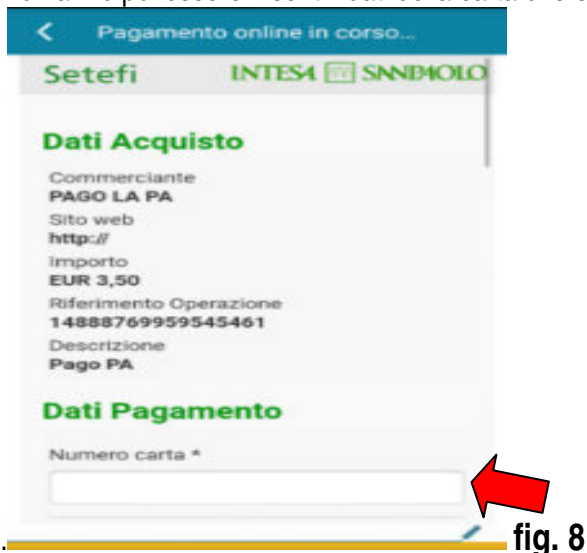 Pagamento online in corso...
Setefi INTESA SANPAOLO
Dati Acquisto
Commerciante
PAGO LA PA
Sito web
http://
Importo
EUR 3,50
Riferimento Operazione
14888769959545461
Descrizione
Pago PA
Dati Pagamento
Numero carta *
. fig. 8